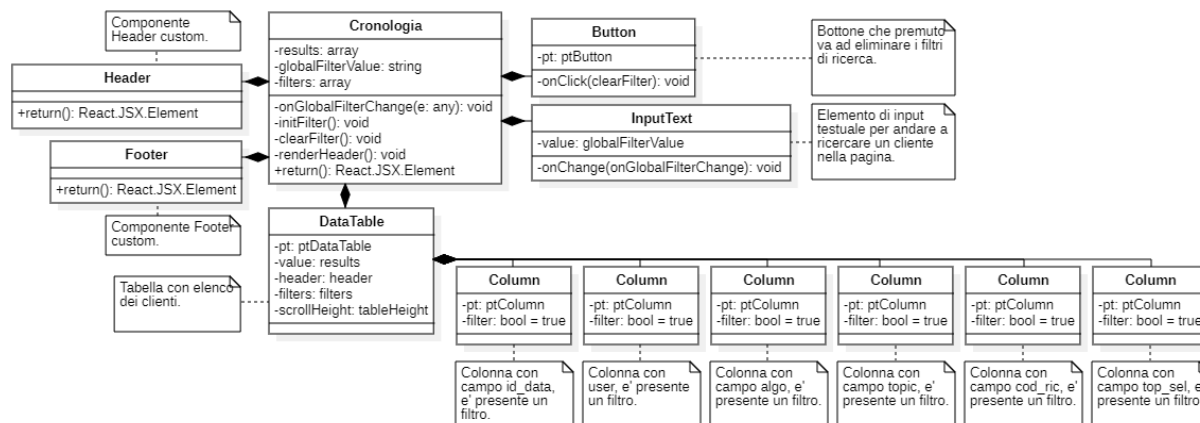 Componente
Header custom.
Header
+return(): React.JSX.Element
Footer
+return(): React.JSX.Element
Componente Footer
custom.
Cronologia
-results: array
-globalFilterValue: string
-filters: array
-onGlobalFilterChange(e: any): void
-initFilter(): void
-clearFilter(): void
-renderHeader(): void
+return(): React.JSX.Element
Button
-pt: ptButton
-onClick(clearFilter): void
Bottone che premuto
va ad eliminare i filtri
di ricerca.
InputText
-value: globalFilterValue
-onChange(onGlobalFilterChange): void
Elemento di input
testuale per andare a
ricercare un cliente
nella pagina.
DataTable
-pt: ptDataTable
-value: results
-header: header
-filters: filters
-scrollHeight: tableHeight
Tabella con elenco
dei clienti.
Column
-pt: ptColumn
-filter: bool = true
Colonna con
campo id_data,
e' presente un
filtro.
Column
-pt: ptColumn
-filter: bool = true
Colonna con
user, e' presente
un filtro.
Column
-pt: ptColumn
-filter: bool = true
Colonna con
campo algo, e'
presente un filtro.
Column
-pt: ptColumn
-filter: bool = true
Colonna con
campo topic, e'
presente un filtro.
Column
-pt: ptColumn
-filter: bool = true
Colonna con
campo cod_ric, e'
presente un filtro.
Column
-pt: ptColumn
-filter: bool = true
Colonna con
campo top_sel, e'
presente un filtro.